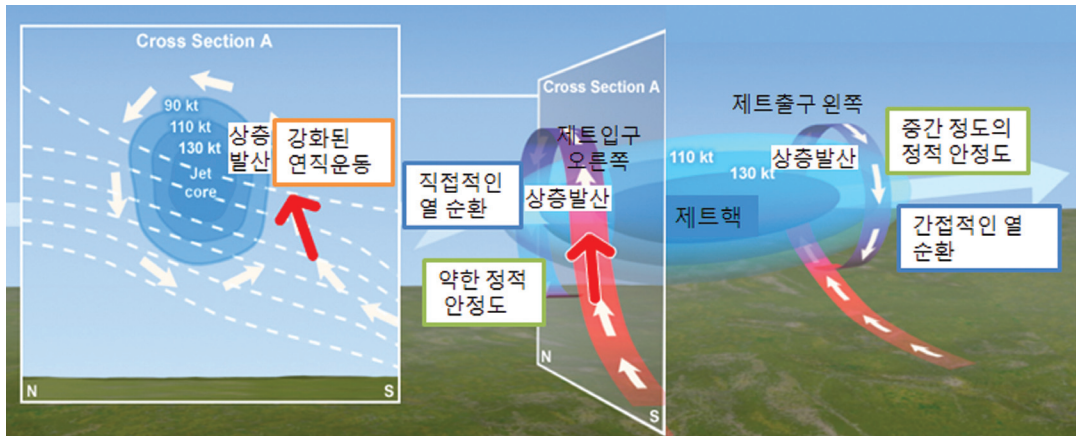 Cross Section A
90 kt
110 kt
130 kt
Jet
core
상층
발산
강화된
연직운동
N
S
Cross Section A
제트입구
오른쪽
직접적인
열 순환
상층발산
약한 정적
안정도
N
S
110 kt
130 kt
제트핵
제트출구 왼쪽
상층발산
중간 정도의
정적 안정도
간접적인 열
순환